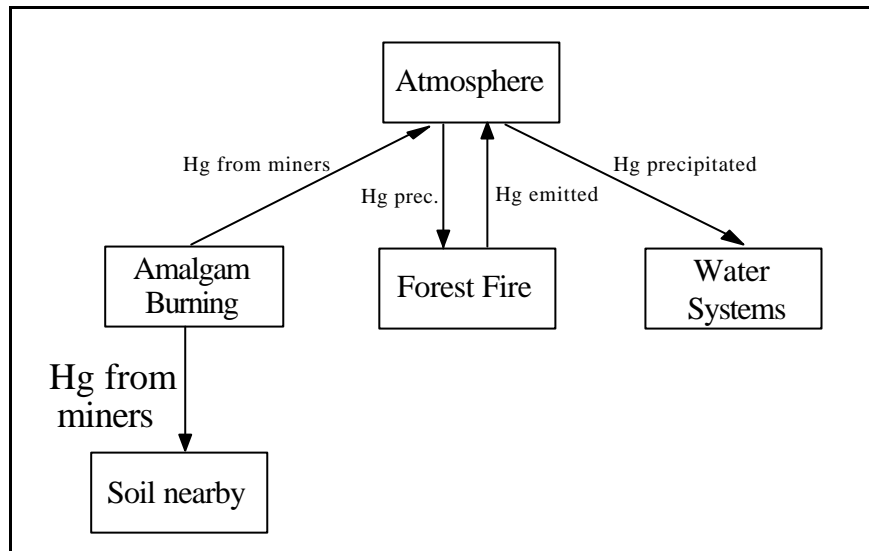 Atmosphere
Hg from miners
Hg precipitated
Hg prec.
Hg emitted
Amalgam
Burning
Forest Fire
Water
Systems
Hg from
miners
Soil nearby